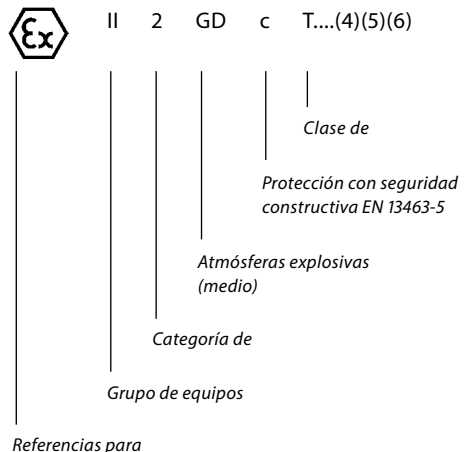 Ex II 2 GD c T....(4)(5)(6)
Clase de
Protección con seguridad
constructiva EN 13463-5
Atmósferas explosivas
(medio)
Categoría de
Grupo de equipos
Referencias para